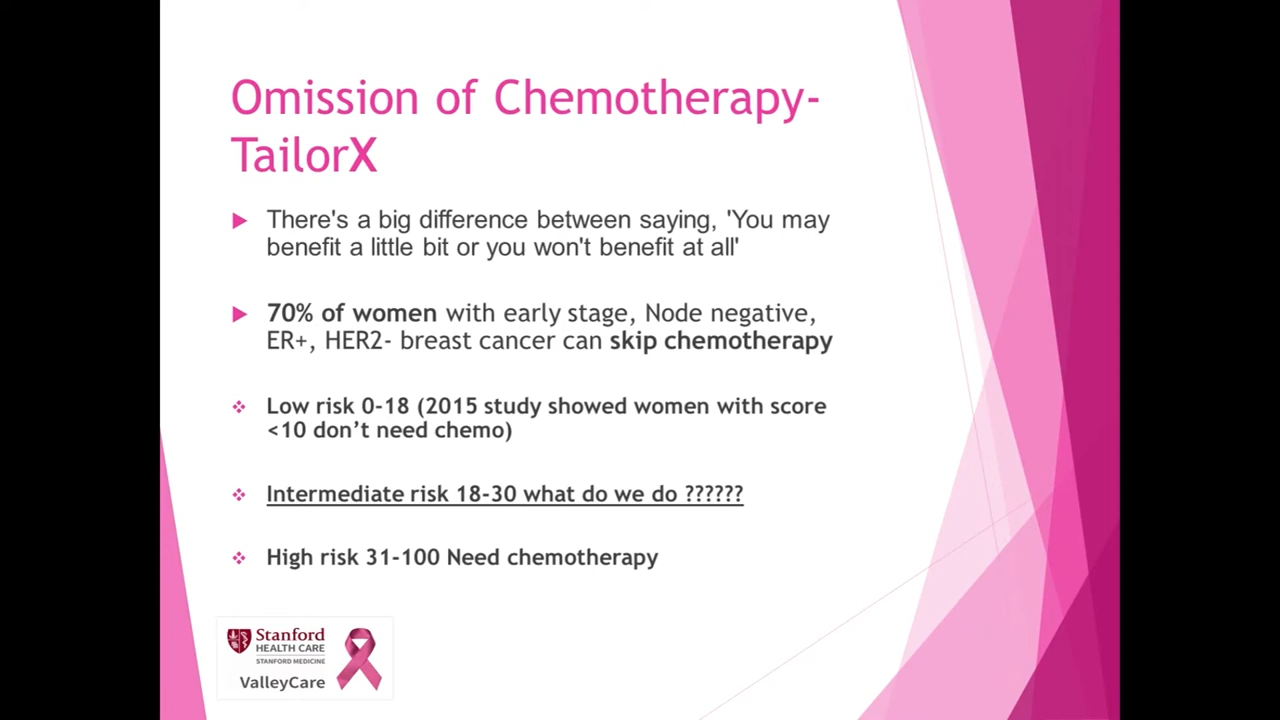 Omission of Chemotherapy-
TailorX
There's a big difference between saying, 'You may
benefit a little bit or you won't benefit at all'
70% of women with early stage, Node negative,
ER+, HER2- breast cancer can skip chemotherapy
Low risk 0-18 (2015 study showed women with score
<10 don’t need chemo)
Intermediate risk 18-30 what do we do ??????
High risk 31-100 Need chemotherapy
Stanford
HEALTH CARE
STANFORD MEDICINE
ValleyCare